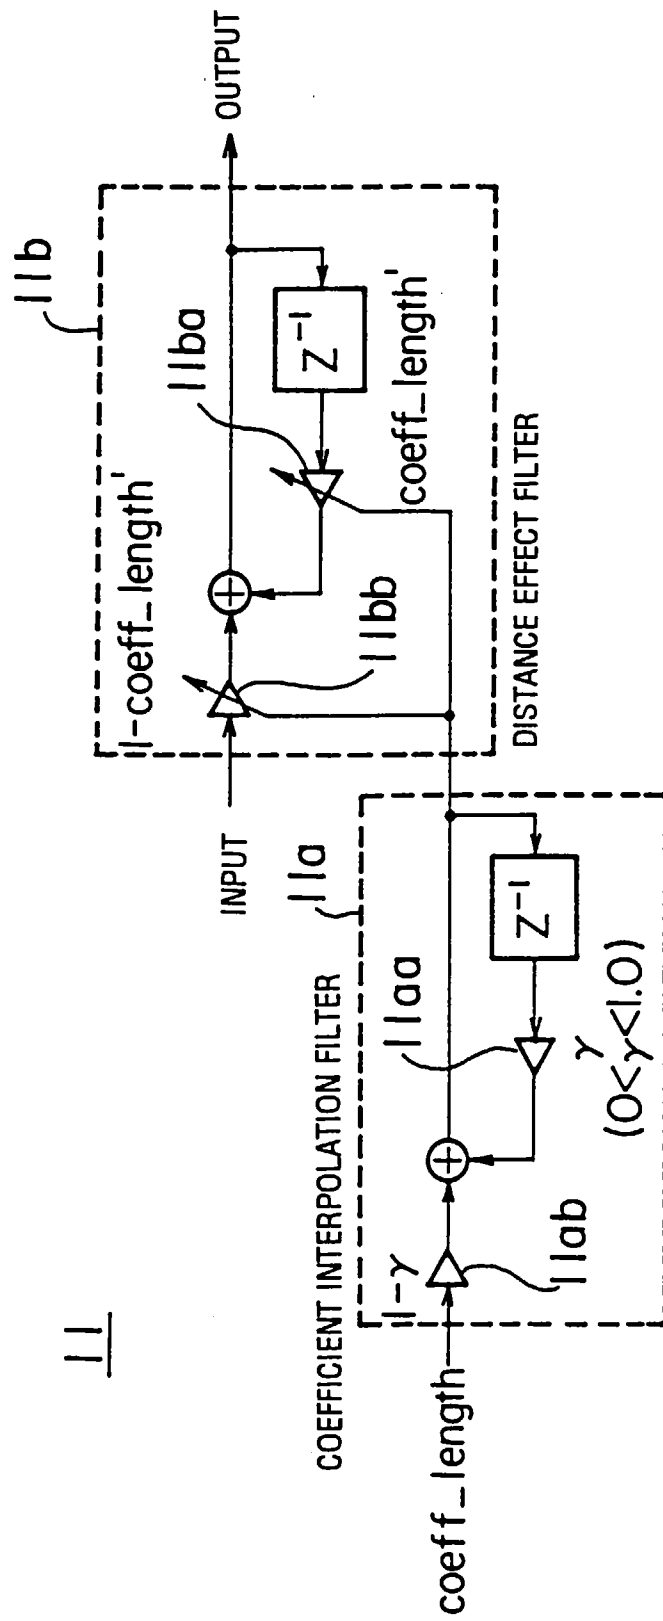 11
11b
1-coeff_length'
11ba
Z⁻¹
OUTPUT
INPUT
11bb
coeff_length'
DISTANCE EFFECT FILTER
COEFFICIENT INTERPOLATION FILTER
11a
coeff_length
1-γ
11ab
11aa
Z⁻¹
γ
(0<γ<1.0)